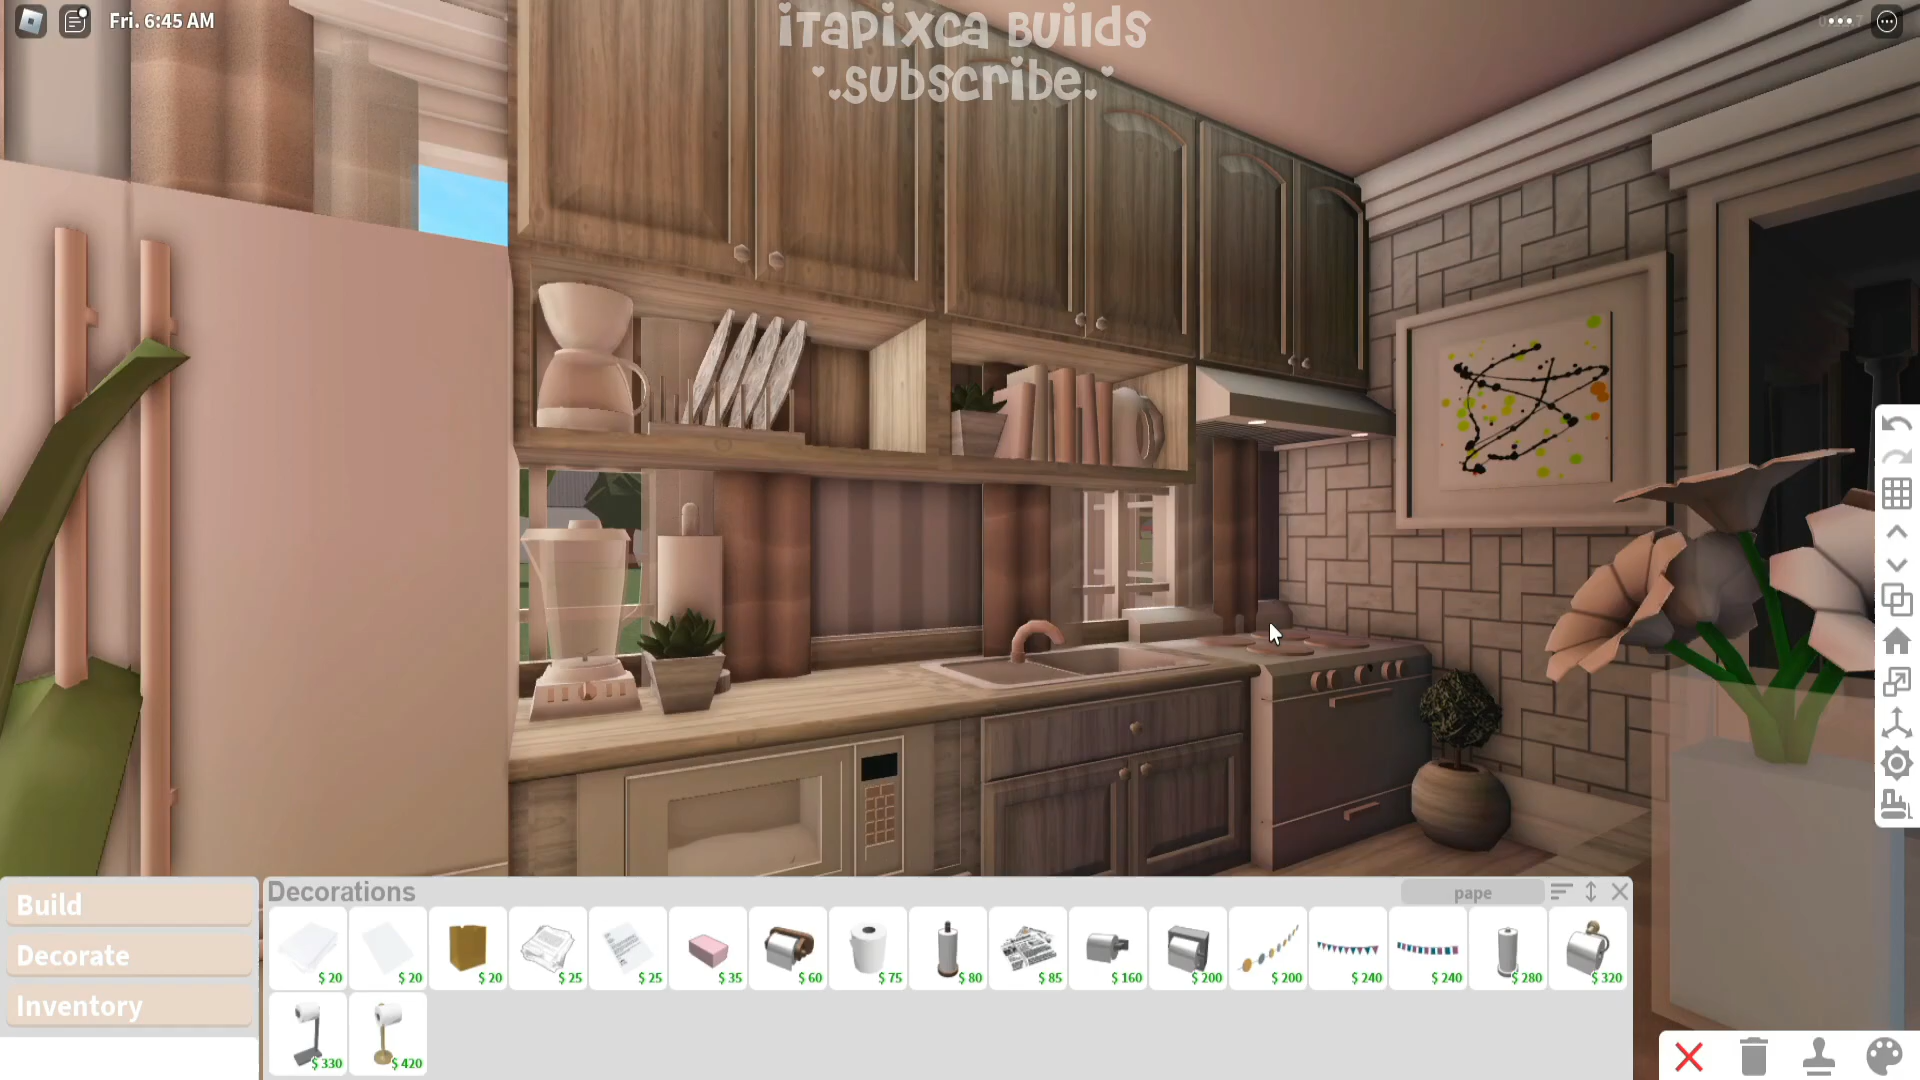 Fri. 6:45 AM
iTapixca Builds
.subscribe.
Build
Decorate
Inventory
Decorations
pape
$ 20
$ 20
$ 20
$ 25
$ 25
$ 35
$ 60
$ 75
$ 80
$ 85
$ 160
$ 200
$ 200
$ 240
$ 240
$ 280
$ 320
$ 330
$ 420